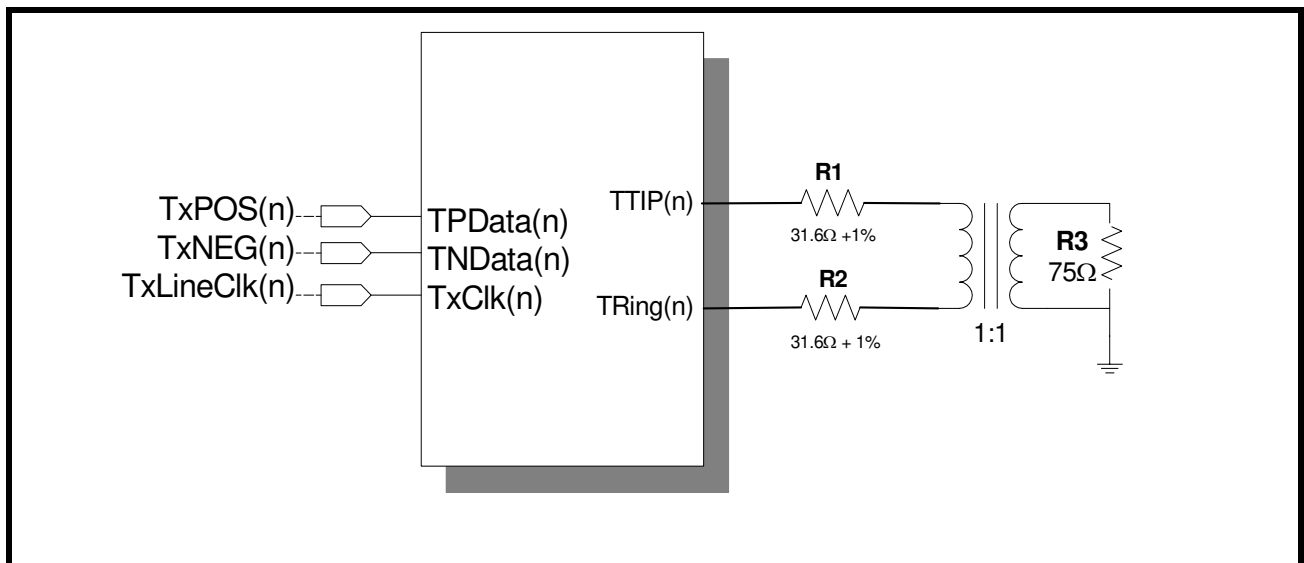 TxPOS(n)
TxNEG(n)
TxLineClk(n)
TPData(n)
TNData(n)
TxClk(n)
TTIP(n)
TRing(n)
R1
31.6Ω +1%
R2
31.6Ω + 1%
1:1
R3
75Ω